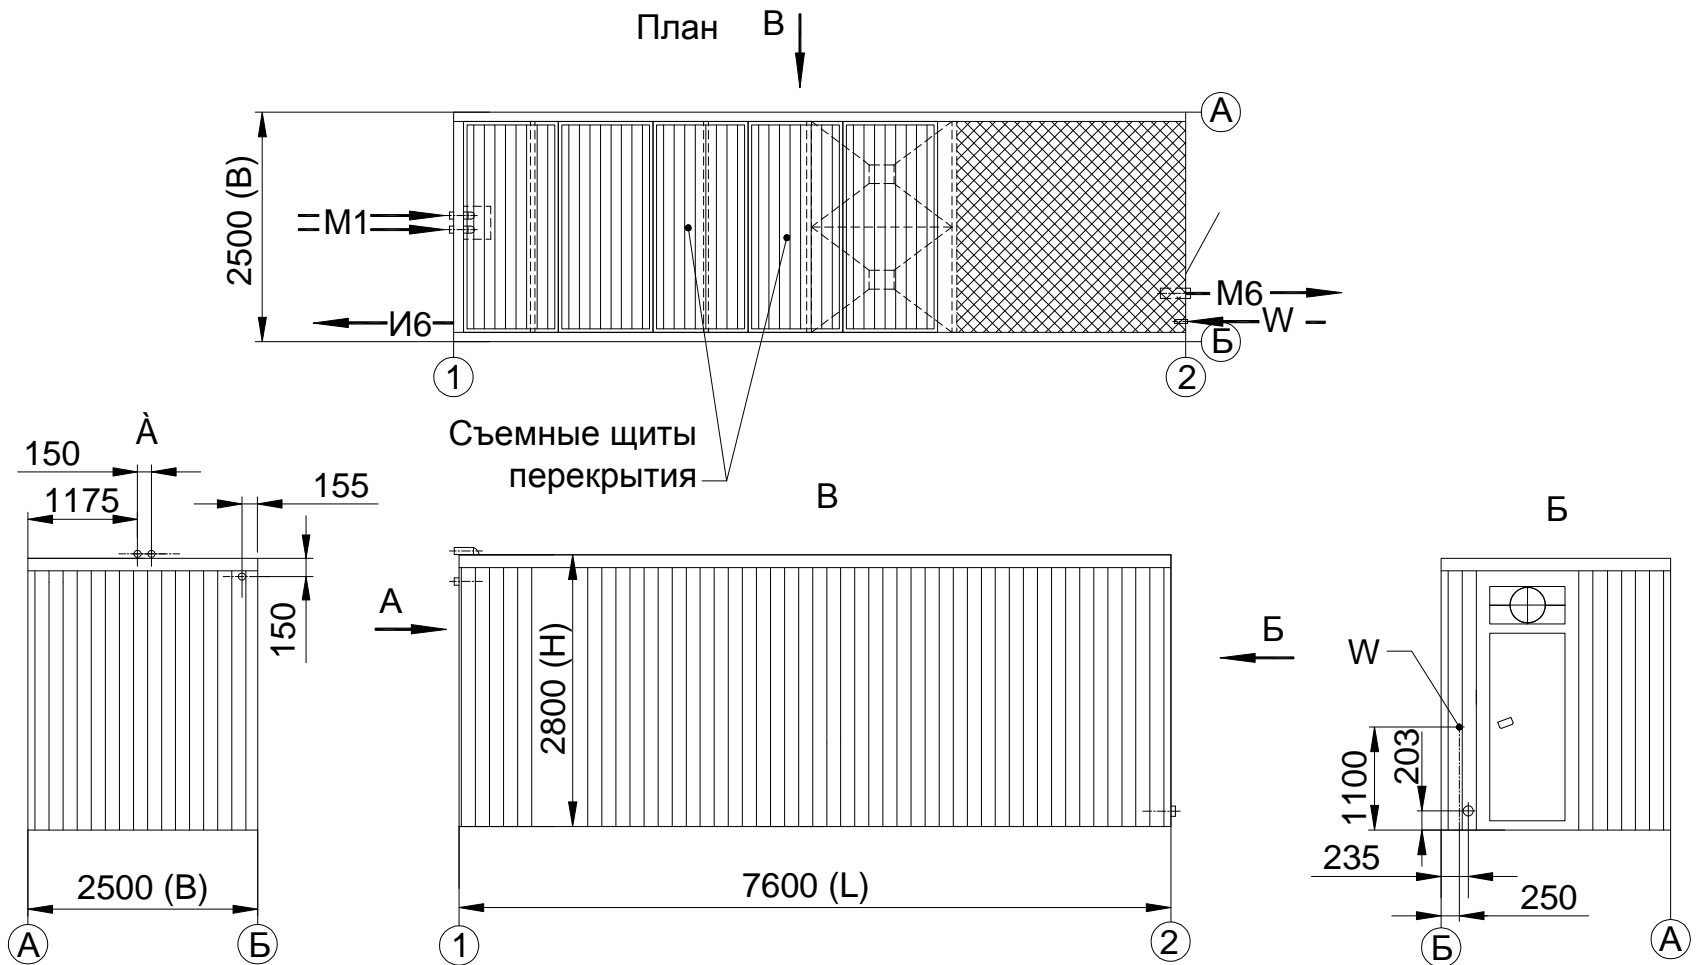 План
В
А
2500 (В)
М1
М6
И6
W
Б
1
2
Съемные щиты
перекрытия
À
150
1175
155
150
2500 (В)
А
Б
В
А
2800 (Н)
Б
7600 (L)
1
2
Б
W
1100
203
235
250
Б
А